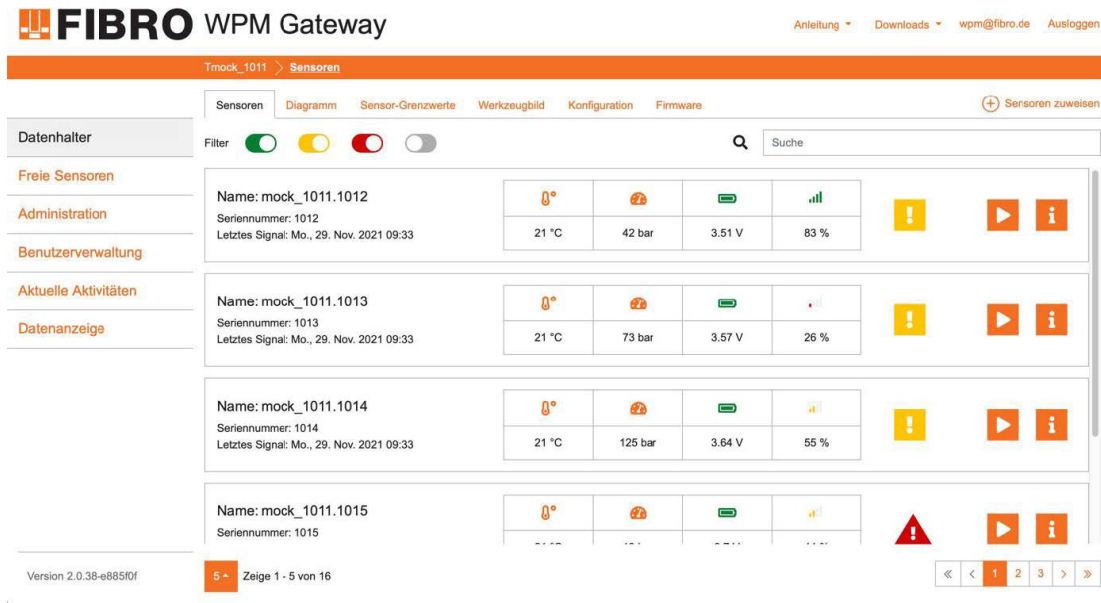 FIBRO WPM Gateway
Anleitung Downloads wpm@fibro.de Ausloggen
Tmock_1011 Sensoren
Sensoren Diagramm Sensor-Grenzwerte Werkzeugbild Konfiguration Firmware Sensoren zuweisen
Datenhalter
Freie Sensoren
Administration
Benutzerverwaltung
Aktuelle Aktivitäten
Datenanzeige
Filter Suche
Name: mock_1011.1012
Seriennummer: 1012
Letztes Signal: Mo., 29. Nov. 2021 09:33
21 °C 42 bar 3.51 V 83 %
Name: mock_1011.1013
Seriennummer: 1013
Letztes Signal: Mo., 29. Nov. 2021 09:33
21 °C 73 bar 3.57 V 26 %
Name: mock_1011.1014
Seriennummer: 1014
Letztes Signal: Mo., 29. Nov. 2021 09:33
21 °C 125 bar 3.64 V 55 %
Name: mock_1011.1015
Seriennummer: 1015
Version 2.0.38-e885f0f
5 Zeige 1 - 5 von 16
« < 1 2 3 > »